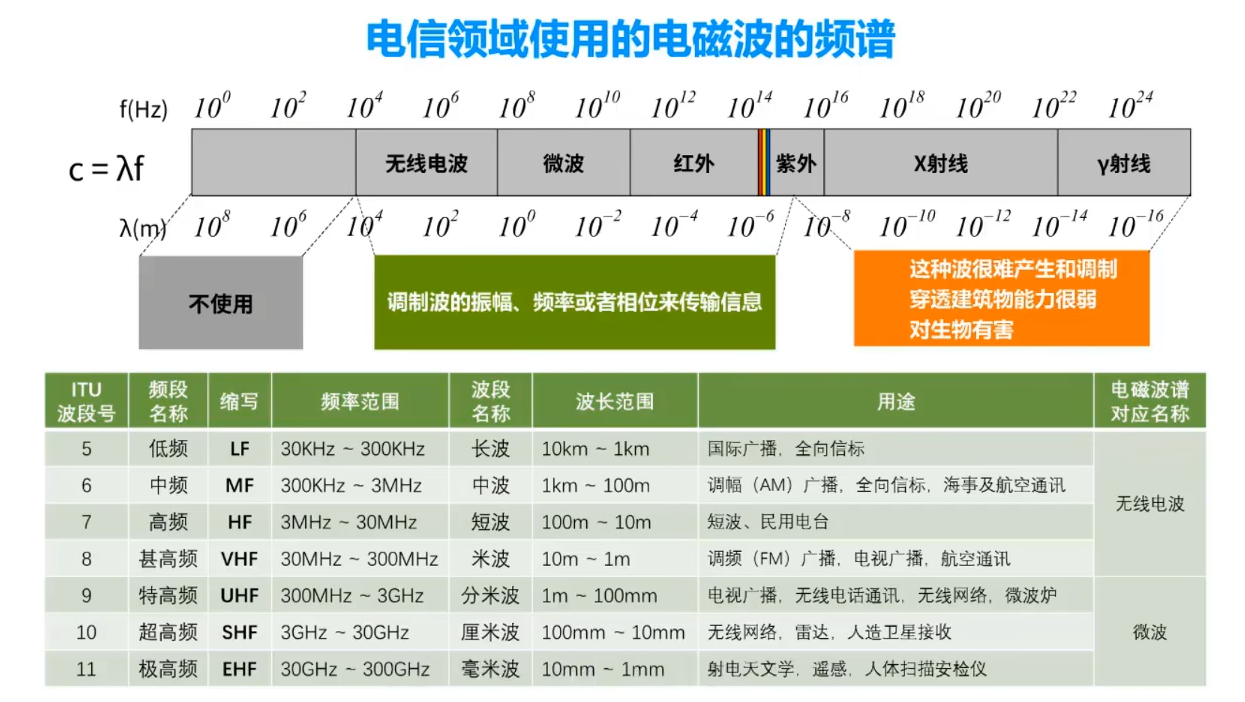 电信领域使用的电磁波的频谱
f(Hz) 10^0 10^2 10^4 10^6 10^8 10^10 10^12 10^14 10^16 10^18 10^20 10^22 10^24
c = λf 无线电波 微波 红外 紫外 X射线 γ射线
λ(m) 10^8 10^6 10^4 10^2 10^0 10^−2 10^−4 10^−6 10^−8 10^−10 10^−12 10^−14 10^−16
不使用
调制波的振幅、频率或者相位来传输信息
这种波很难产生和调制
穿透建筑物能力很弱
对生物有害
ITU 波段号 频段名称 缩写 频率范围 波段名称 波长范围 用途 电磁波谱对应名称
5 低频 LF 30KHz ~ 300KHz 长波 10km ~ 1km 国际广播，全向信标
6 中频 MF 300KHz ~ 3MHz 中波 1km ~ 100m 调幅（AM）广播，全向信标，海事及航空通讯
7 高频 HF 3MHz ~ 30MHz 短波 100m ~ 10m 短波、民用电台
无线电波
8 甚高频 VHF 30MHz ~ 300MHz 米波 10m ~ 1m 调频（FM）广播，电视广播，航空通讯
9 特高频 UHF 300MHz ~ 3GHz 分米波 1m ~ 100mm 电视广播，无线电话通讯，无线网络，微波炉
10 超高频 SHF 3GHz ~ 30GHz 厘米波 100mm ~ 10mm 无线网络，雷达，人造卫星接收
微波
11 极高频 EHF 30GHz ~ 300GHz 毫米波 10mm ~ 1mm 射电天文学，遥感，人体扫描安检仪